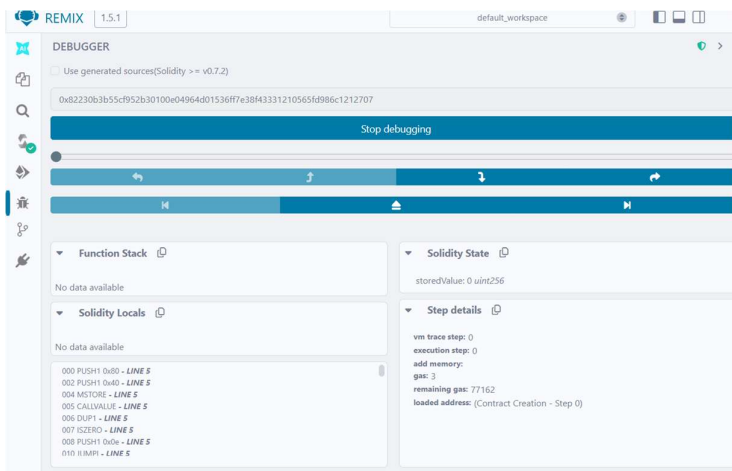 REMIX 1.5.1
default_workspace
DEBUGGER
Use generated sources(Solidity >= v0.7.2)
0x82230b3b55cf952b30100e04964d01536ff7e38f43331210565fd986c1212707
Stop debugging
Function Stack
No data available
Solidity Locals
No data available
000 PUSH1 0x80 - LINE 5
002 PUSH1 0x40 - LINE 5
004 MSTORE - LINE 5
005 CALLVALUE - LINE 5
006 DUP1 - LINE 5
007 ISZERO - LINE 5
008 PUSH1 0x0e - LINE 5
010 JUMPI - LINE 5
Solidity State
storedValue: 0 uint256
Step details
vm trace step: 0
execution step: 0
add memory:
gas: 3
remaining gas: 77162
loaded address: (Contract Creation - Step 0)